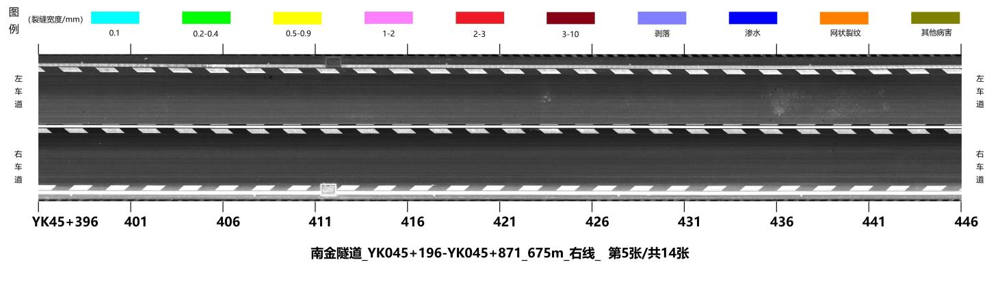 图例
(裂缝宽度/mm)
0.1 0.2-0.4 0.5-0.9 1-2 2-3 3-10 剥落 渗水 网状裂纹 其他病害
左车道 左车道
右车道 右车道
YK45+396 401 406 411 416 421 426 431 436 441 446
南金隧道_YK045+196-YK045+871_675m_右线_ 第5张/共14张